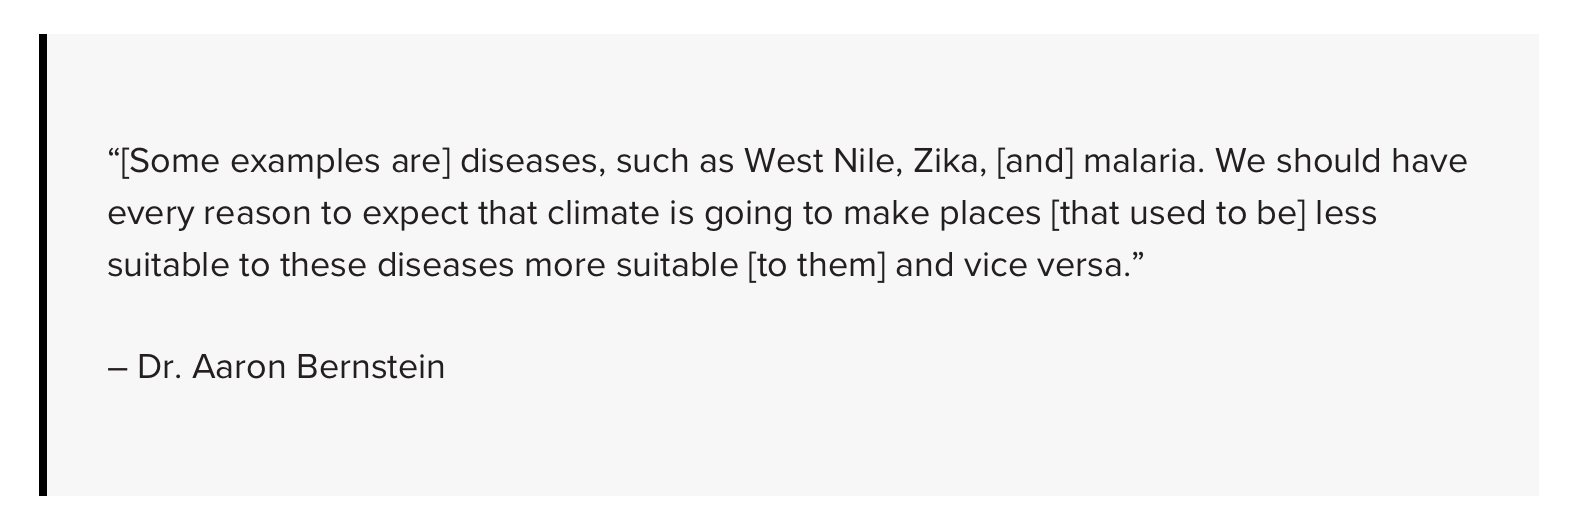 “[Some examples are] diseases, such as West Nile, Zika, [and] malaria. We should have
every reason to expect that climate is going to make places [that used to be] less
suitable to these diseases more suitable [to them] and vice versa.”
– Dr. Aaron Bernstein